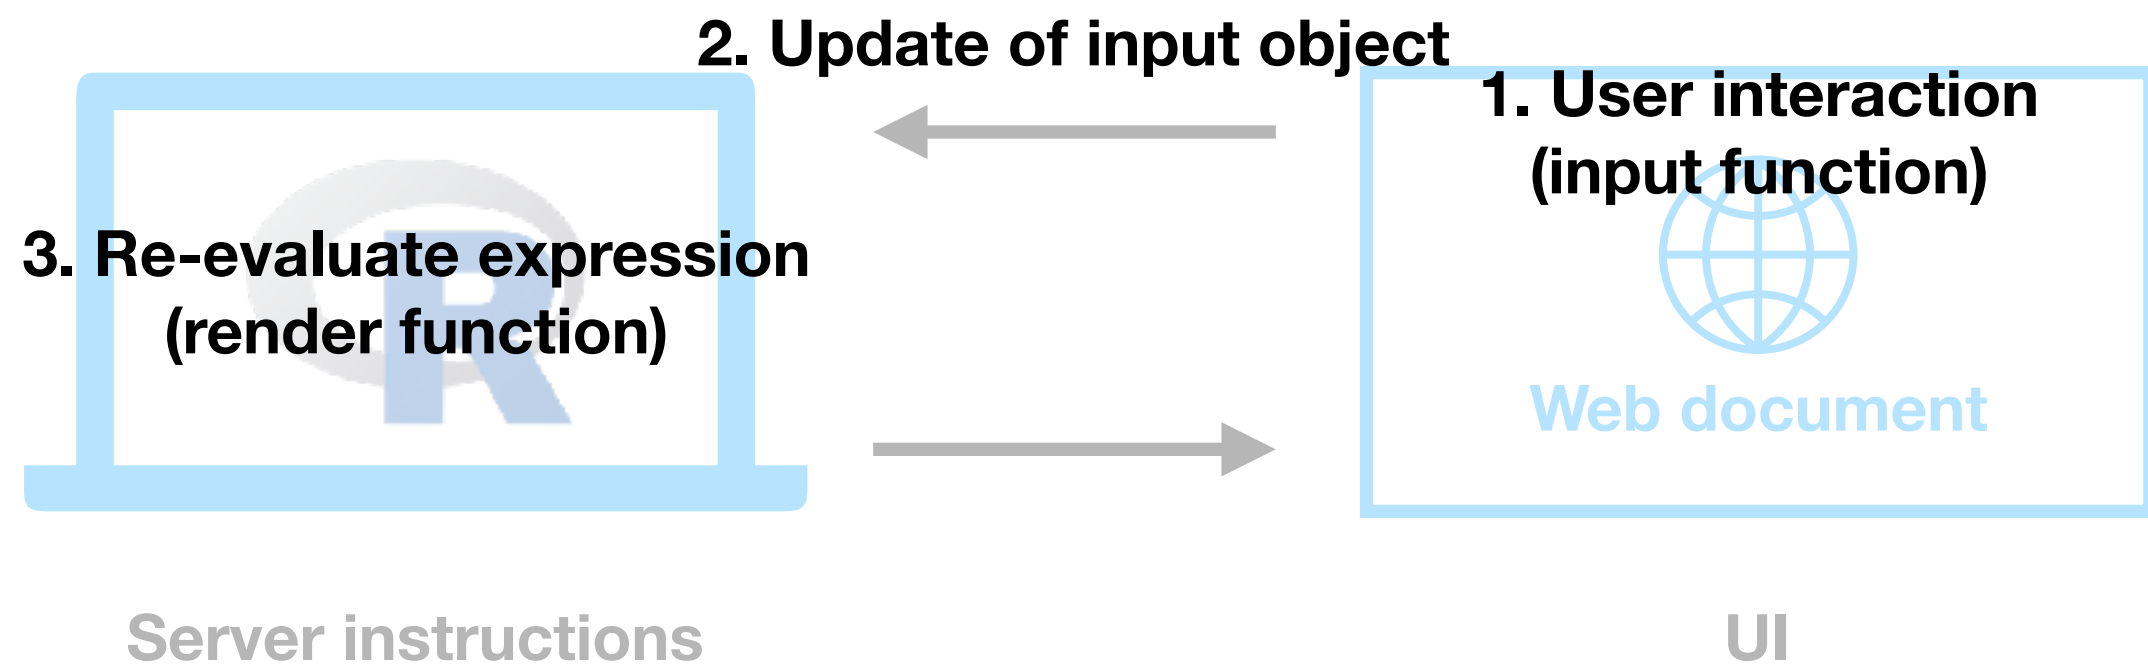 2. Update of input object
1. User interaction
(input function)
3. Re-evaluate expression
(render function)
R
Web document
Server instructions
UI